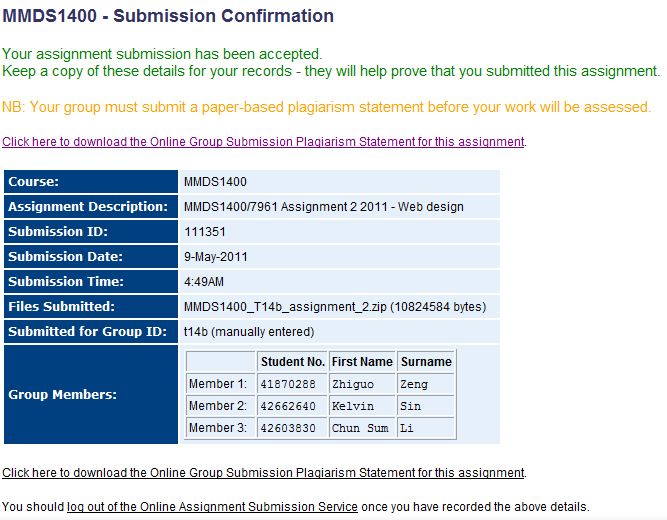 MMDS1400 - Submission Confirmation
Your assignment submission has been accepted.
Keep a copy of these details for your records - they will help prove that you submitted this assignment.
NB: Your group must submit a paper-based plagiarism statement before your work will be assessed.
Click here to download the Online Group Submission Plagiarism Statement for this assignment.
Course: MMDS1400
Assignment Description: MMDS1400/7961 Assignment 2 2011 - Web design
Submission ID: 111351
Submission Date: 9-May-2011
Submission Time: 4:49AM
Files Submitted: MMDS1400_T14b_assignment_2.zip (10824584 bytes)
Submitted for Group ID: t14b (manually entered)
Group Members:
Student No. First Name Surname
Member 1: 41870288 Zhiguo Zeng
Member 2: 42662640 Kelvin Sin
Member 3: 42603830 Chun Sum Li
Click here to download the Online Group Submission Plagiarism Statement for this assignment.
You should log out of the Online Assignment Submission Service once you have recorded the above details.